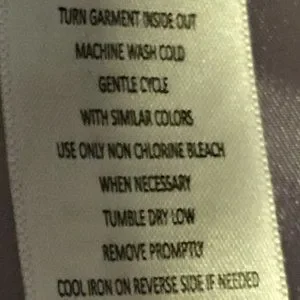 TURN GARMENT INSIDE OUT
MACHINE WASH COLD
GENTLE CYCLE
WITH SIMILAR COLORS
USE ONLY NON CHLORINE BLEACH
WHEN NECESSARY
TUMBLE DRY LOW
REMOVE PROMPTLY
COOL IRON ON REVERSE SIDE IF NEEDED